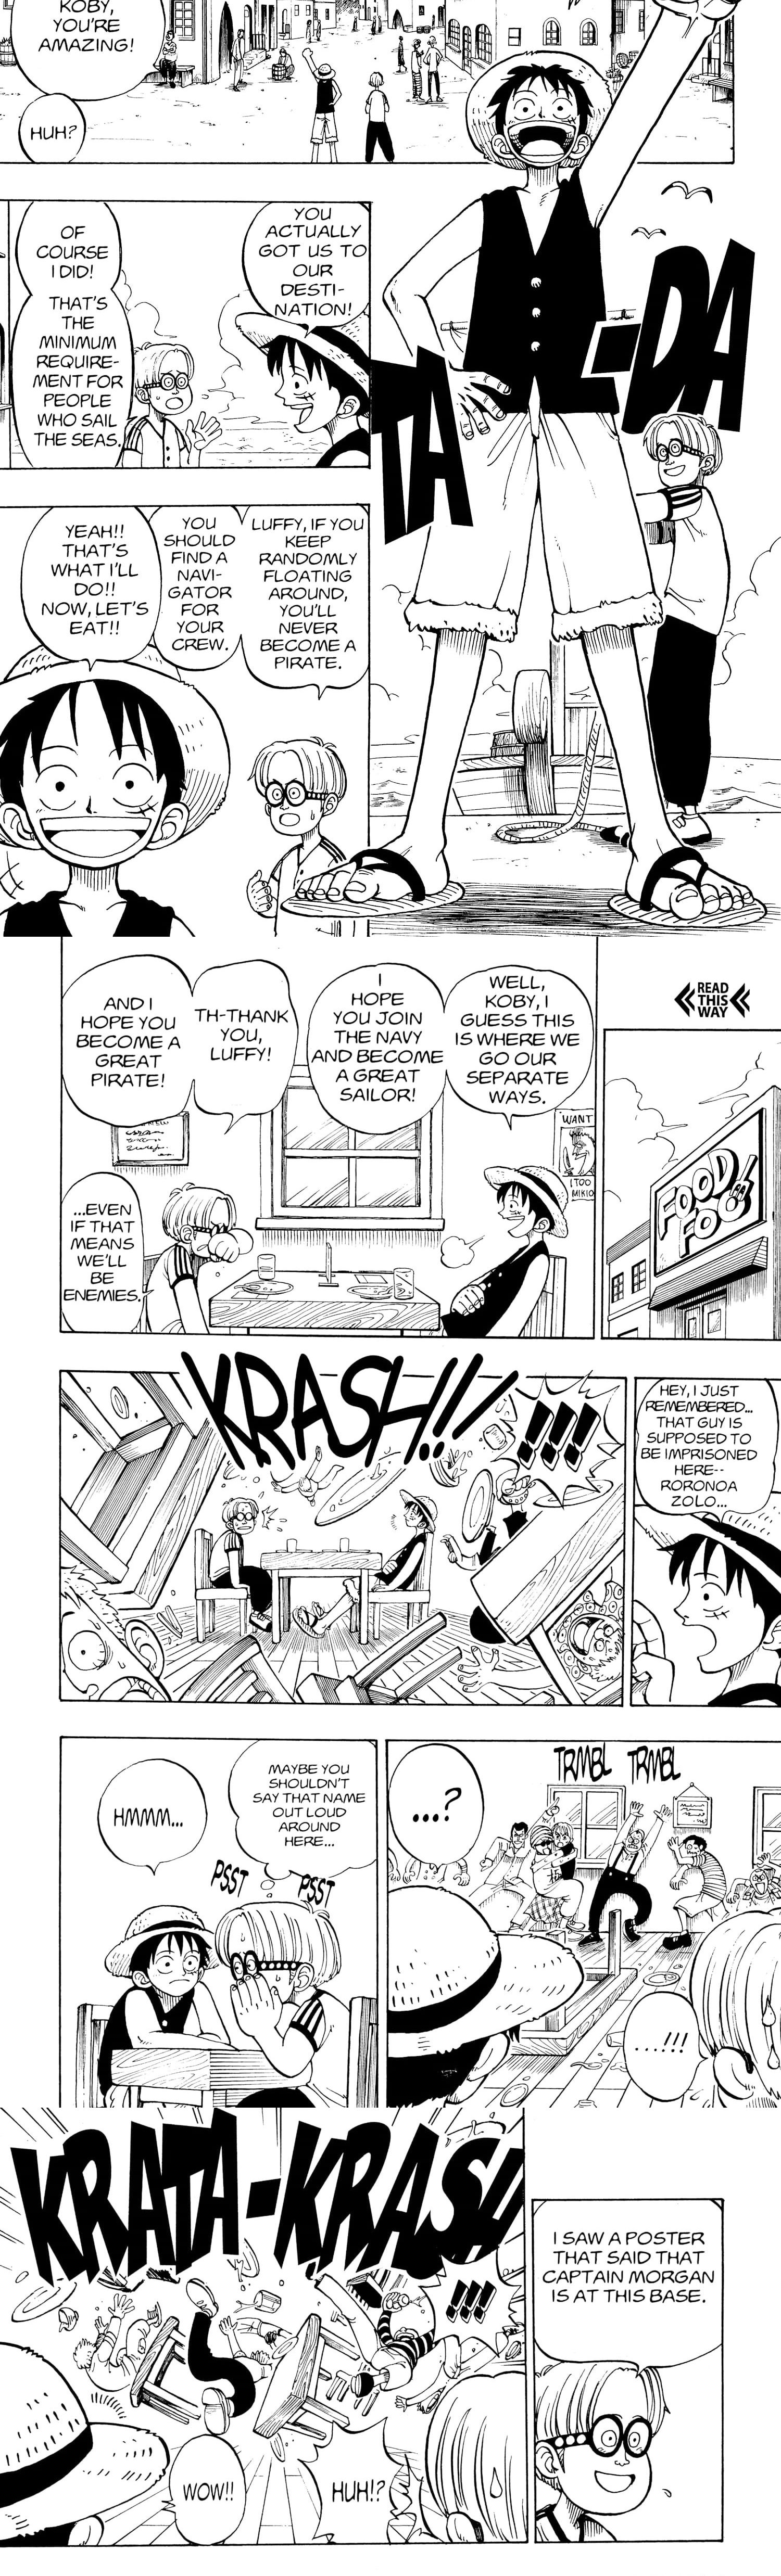 KOBY,
YOU'RE
AMAZING!
HUH?
TA
-DA
YOU
ACTUALLY
GOT US TO
OUR
DESTI-
NATION!
OF
COURSE
I DID!
THAT'S
THE
MINIMUM
REQUIRE-
MENT FOR
PEOPLE
WHO SAIL
THE SEAS.
LUFFY, IF YOU
KEEP
RANDOMLY
FLOATING
AROUND,
YOU'LL
NEVER
BECOME A
PIRATE.
YOU
SHOULD
FIND A
NAVI-
GATOR
FOR
YOUR
CREW.
YEAH!!
THAT'S
WHAT I'LL
DO!!
NOW, LET'S
EAT!!
READ
THIS
WAY
FOOD
FOO!
WELL,
KOBY, I
GUESS THIS
IS WHERE WE
GO OUR
SEPARATE
WAYS.
I
HOPE
YOU JOIN
THE NAVY
AND BECOME
A GREAT
SAILOR!
TH-THANK
YOU,
LUFFY!
AND I
HOPE YOU
BECOME A
GREAT
PIRATE!
...EVEN
IF THAT
MEANS
WE'LL
BE
ENEMIES.
WANT
I TOO
MIKIO
HEY, I JUST
REMEMBERED...
THAT GUY IS
SUPPOSED TO
BE IMPRISONED
HERE--
RORONOA
ZOLO...
KRASH!!
!!!
TRMBL TRMBL
...?
.....!!!
MAYBE YOU
SHOULDN'T
SAY THAT NAME
OUT LOUD
AROUND
HERE...
PSST
PSST
HMMM...
I SAW A POSTER
THAT SAID THAT
CAPTAIN MORGAN
IS AT THIS BASE.
KRATA-KRASH
!!!
HUH!?
WOW!!